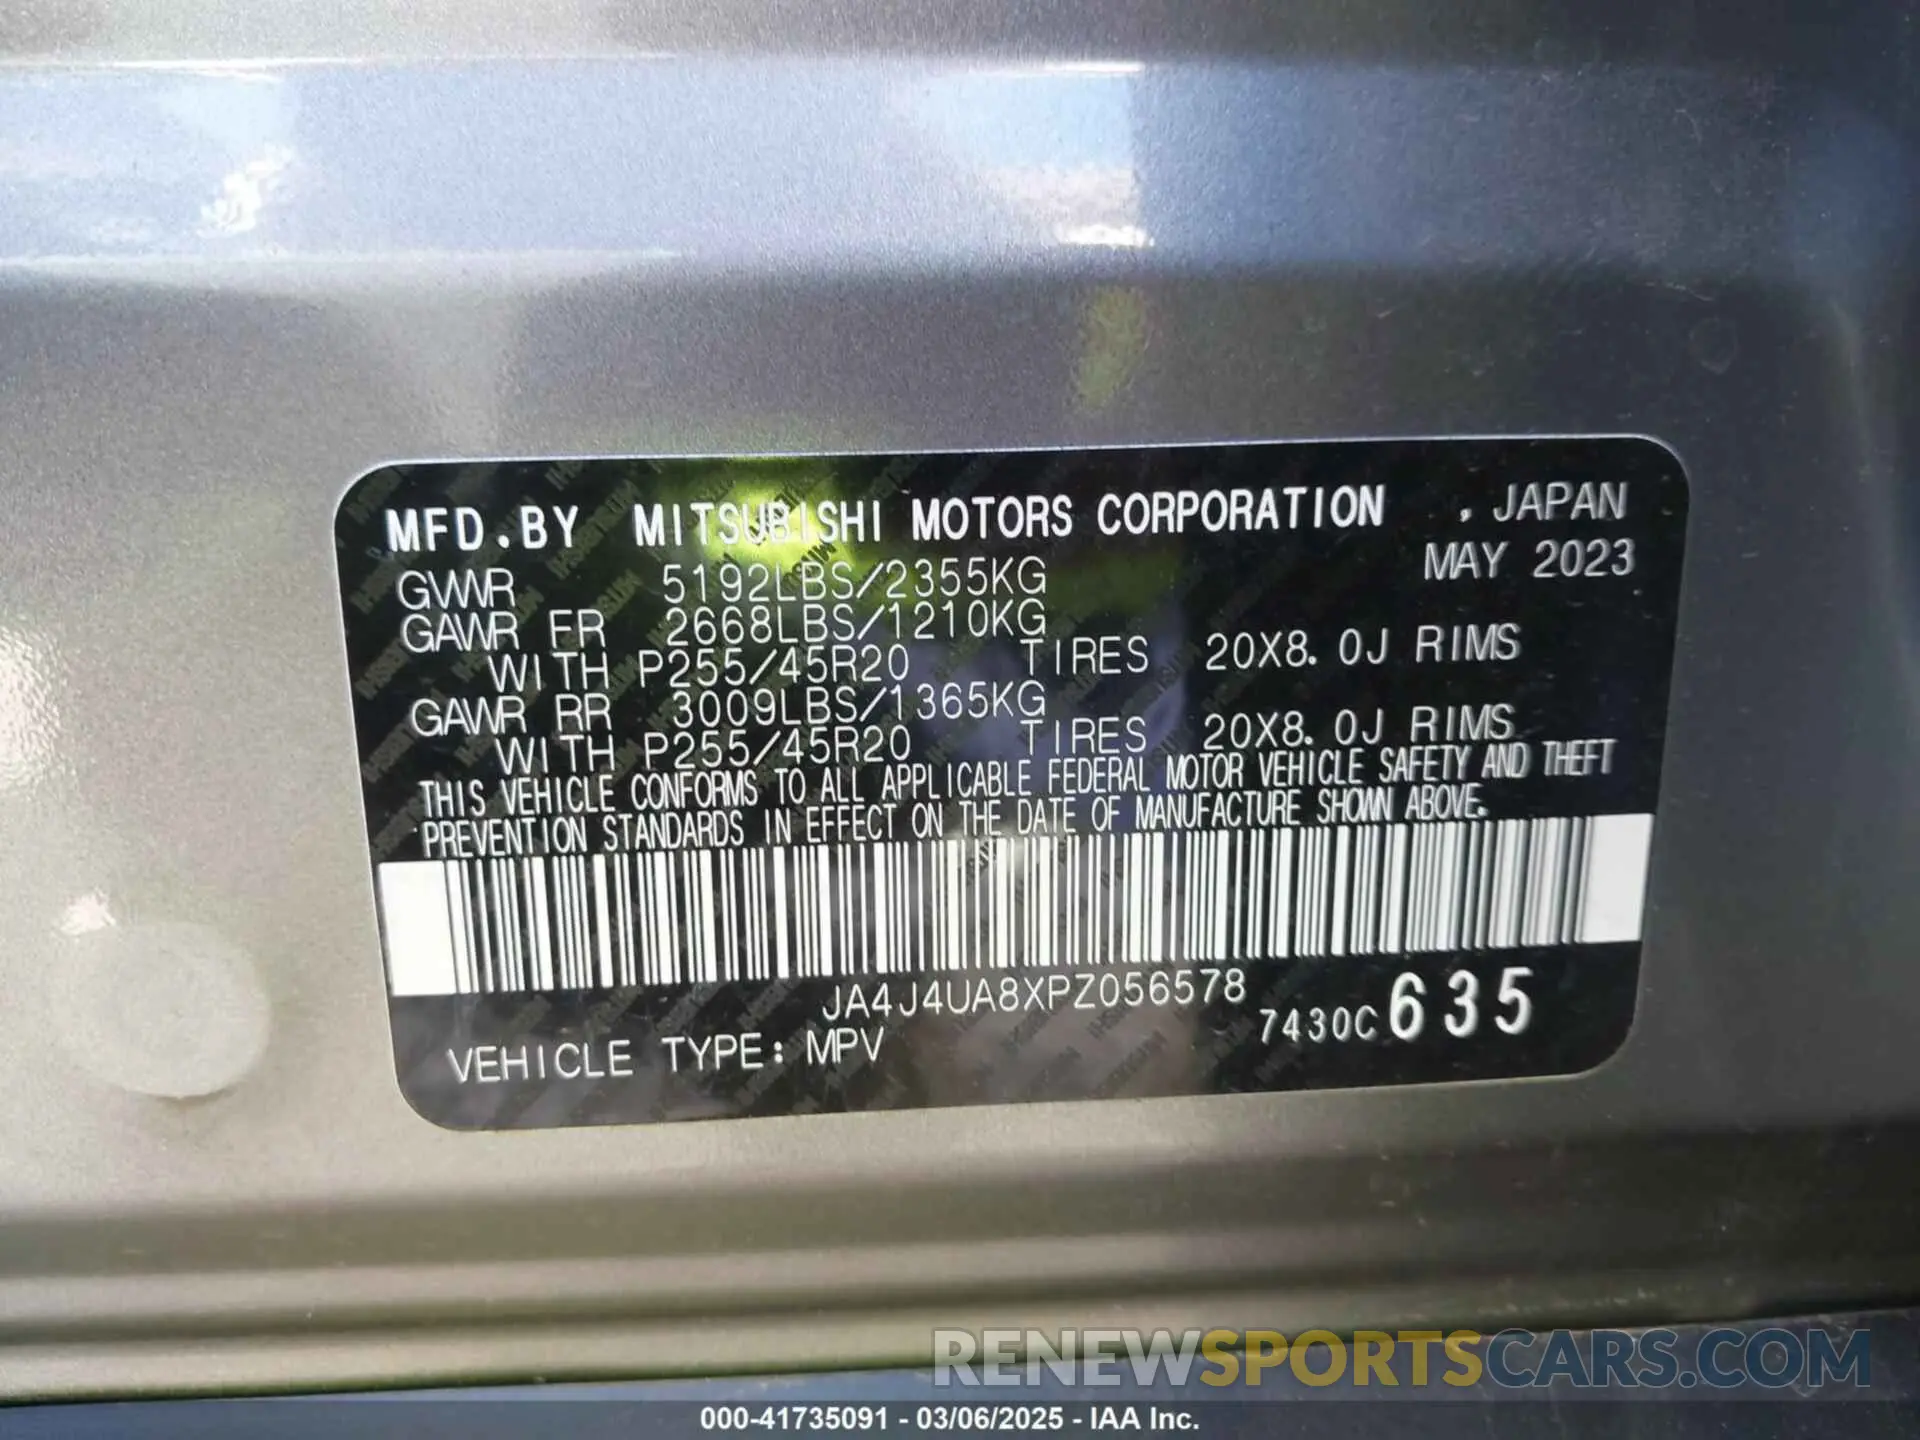 MFD.BY MITSUBISHI MOTORS CORPORATION , JAPAN
MAY 2023
GVWR 5192LBS/2355KG
GAWR FR 2668LBS/1210KG
WITH P255/45R20 TIRES 20X8.0J RIMS
GAWR RR 3009LBS/1365KG
WITH P255/45R20 TIRES 20X8.0J RIMS
THIS VEHICLE CONFORMS TO ALL APPLICABLE FEDERAL MOTOR VEHICLE SAFETY AND THEFT
PREVENTION STANDARDS IN EFFECT ON THE DATE OF MANUFACTURE SHOWN ABOVE.
JA4J4UA8XPZ056578
7430C635
VEHICLE TYPE: MPV
RENEWSPORTSCARS.COM
000-41735091 - 03/06/2025 - IAA Inc.